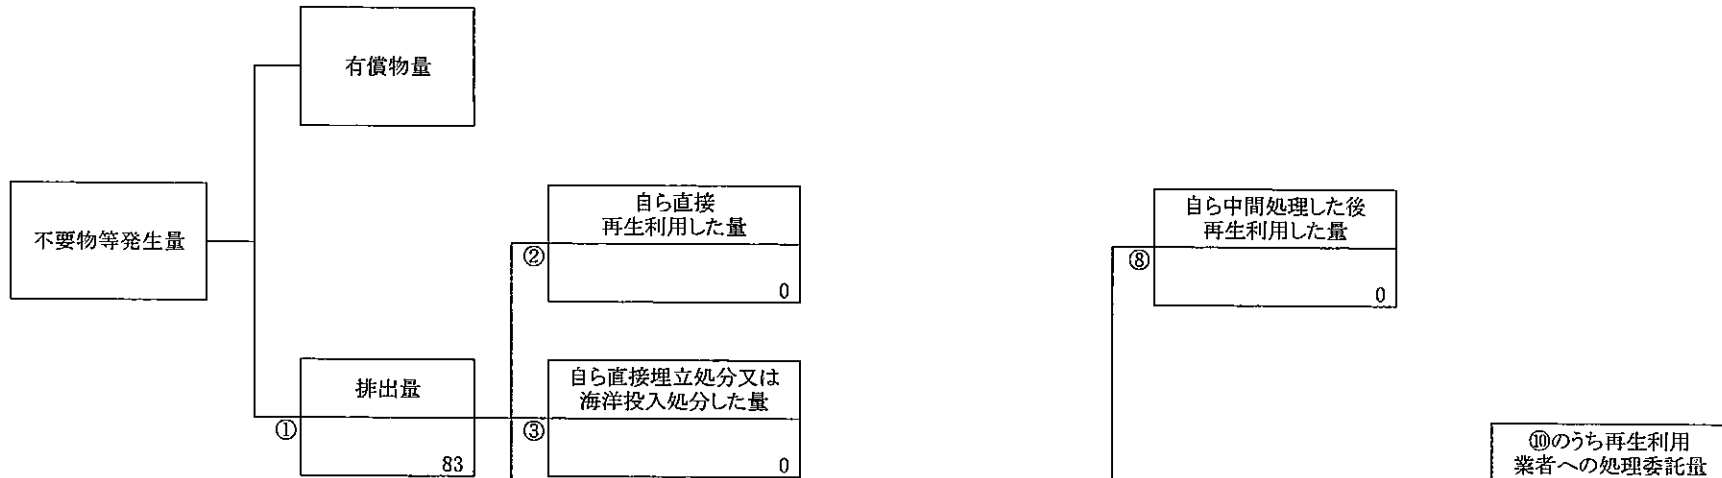 有償物量
不要物等発生量
自ら直接
再生利用した量
②
0
自ら中間処理した後
再生利用した量
⑧
0
排出量
①
83
自ら直接埋立処分又は
海洋投入処分した量
③
0
⑩のうち再生利用
業者への処理委託量